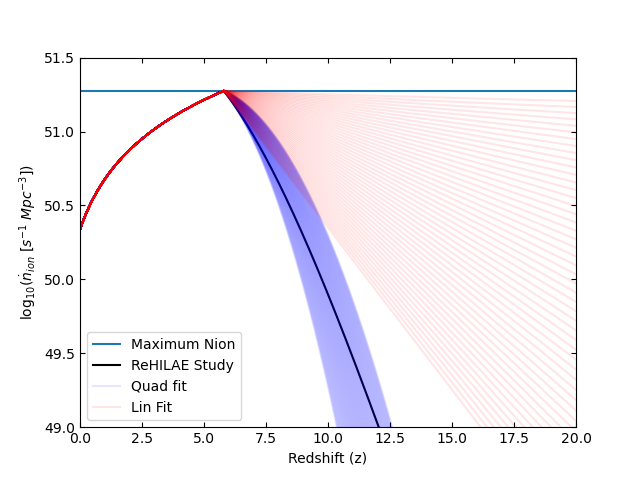 51.5
51.0
50.5
50.0
49.5
49.0
log₁₀(ṅ_ion [s⁻¹ Mpc⁻³])
Maximum Nion
ReHILAE Study
Quad fit
Lin Fit
0.0 2.5 5.0 7.5 10.0 12.5 15.0 17.5 20.0
Redshift (z)